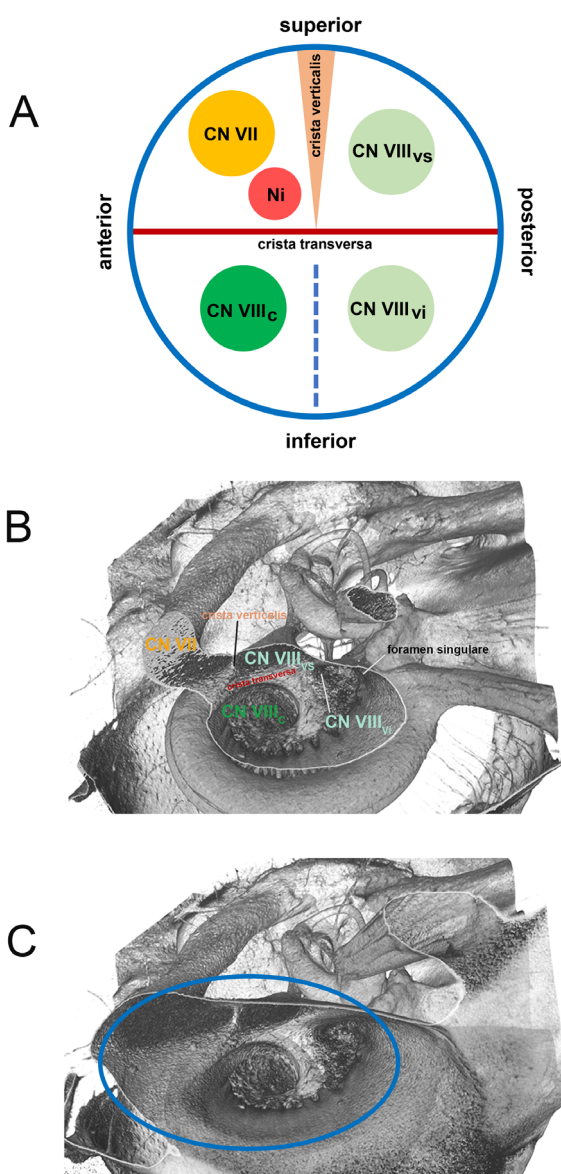 superior
A
crista verticalis
CN VII
CN VIIIvs
Ni
anterior
posterior
crista transversa
CN VIIIc
CN VIIIvi
inferior
B
crista verticalis
CN VII
CN VIIIvs
foramen singulare
crista transversa
CN VIIIc
CN VIIIvi
C